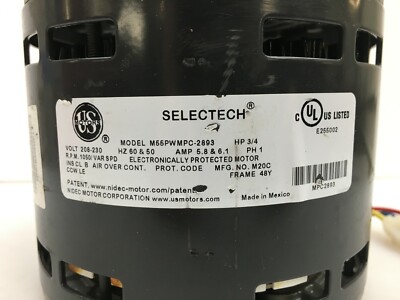 SELECTECH®
US
MOTORS
MODEL M55PWMPC-2893 HP 3/4
VOLT 208-230 HZ 60 & 50 AMP 5.8 & 6.1 PH 1
R.P.M. 1050/VAR SPD ELECTRONICALLY PROTECTED MOTOR
INS CL B AIR OVER CONT. PROT. CODE MFG. NO. M20C
CCW LE FRAME 48Y
www.nidec-motor.com/patent
NIDEC MOTOR CORPORATION www.usmotors.com
Made in Mexico
C UL US LISTED
E256002
MPC2893